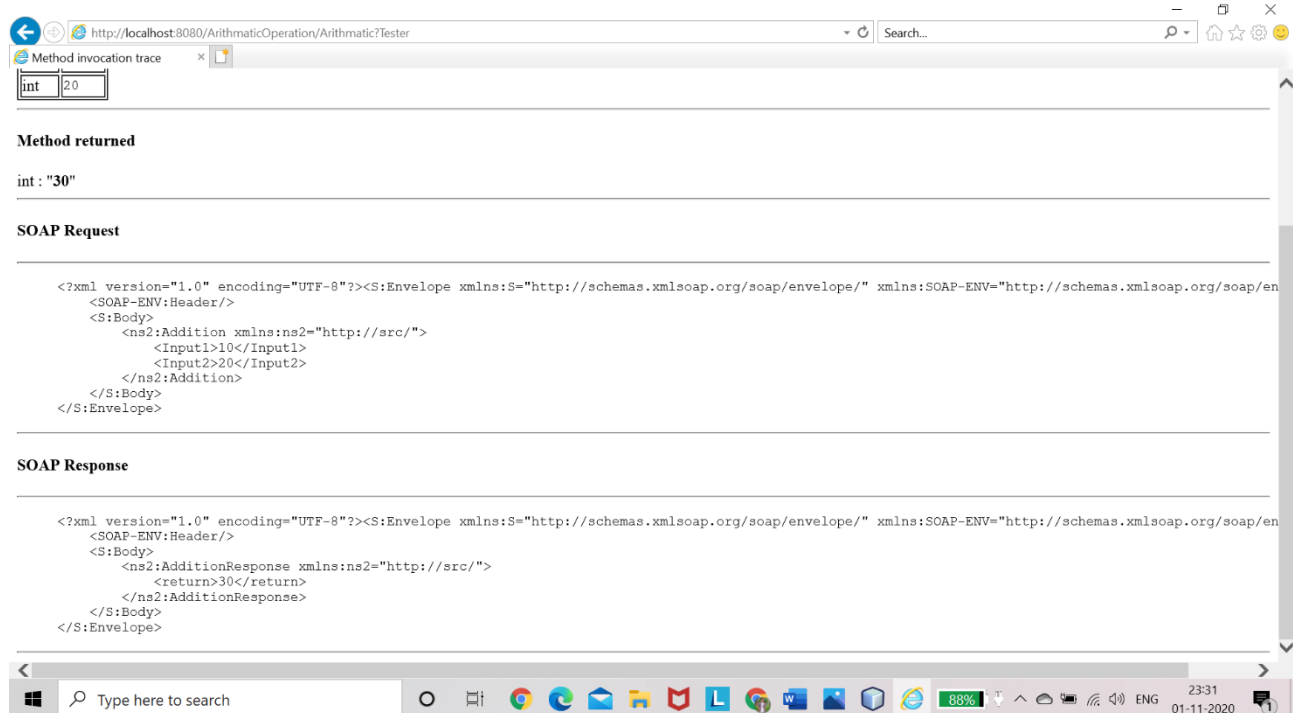 http://localhost:8080/ArithmaticOperation/Arithmatic?Tester
Search...
Method invocation trace
int 20
Method returned
int : "30"
SOAP Request
<?xml version="1.0" encoding="UTF-8"?><S:Envelope xmlns:S="http://schemas.xmlsoap.org/soap/envelope/" xmlns:SOAP-ENV="http://schemas.xmlsoap.org/soap/en
<SOAP-ENV:Header/>
<S:Body>
<ns2:Addition xmlns:ns2="http://src/">
<Input1>10</Input1>
<Input2>20</Input2>
</ns2:Addition>
</S:Body>
</S:Envelope>
SOAP Response
<?xml version="1.0" encoding="UTF-8"?><S:Envelope xmlns:S="http://schemas.xmlsoap.org/soap/envelope/" xmlns:SOAP-ENV="http://schemas.xmlsoap.org/soap/en
<SOAP-ENV:Header/>
<S:Body>
<ns2:AdditionResponse xmlns:ns2="http://src/">
<return>30</return>
</ns2:AdditionResponse>
</S:Body>
</S:Envelope>
Type here to search
L
88%
ENG
23:31
01-11-2020
1